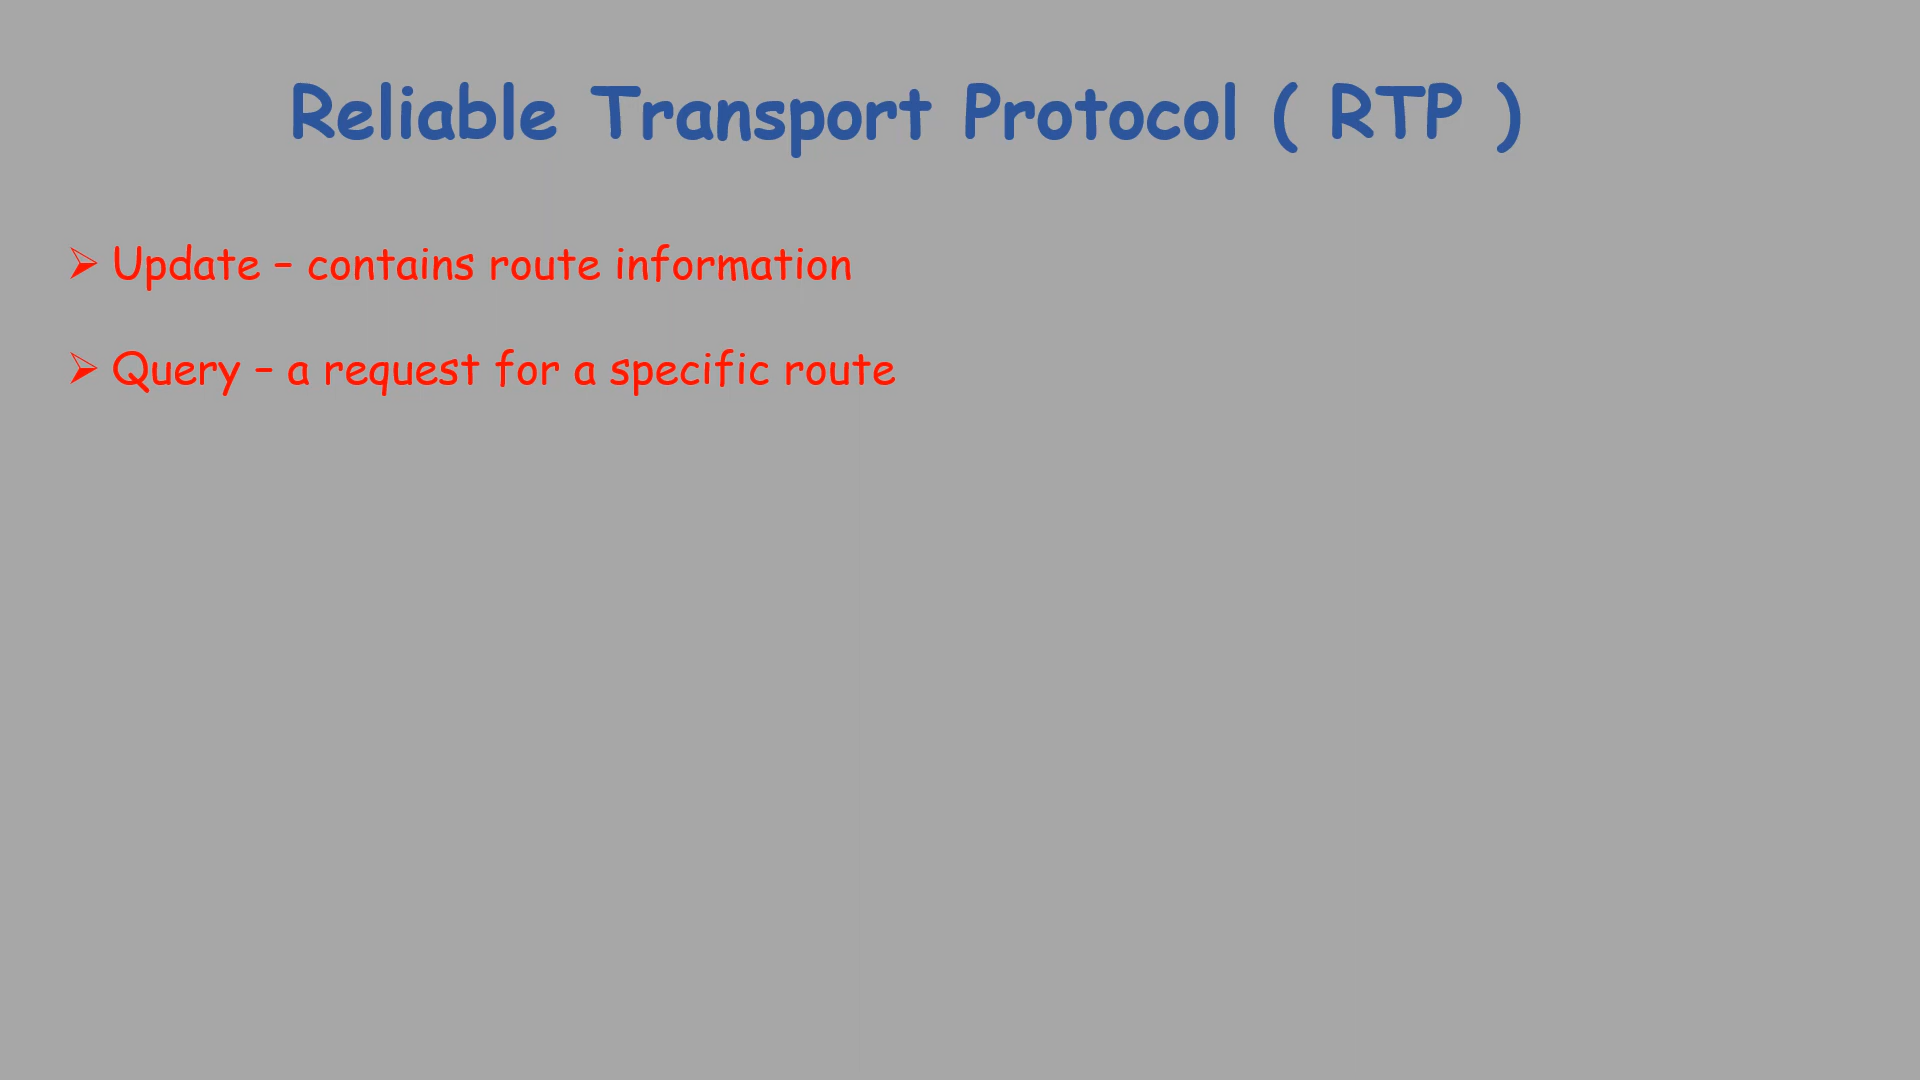 Reliable Transport Protocol ( RTP )
➢ Update – contains route information
➢ Query – a request for a specific route